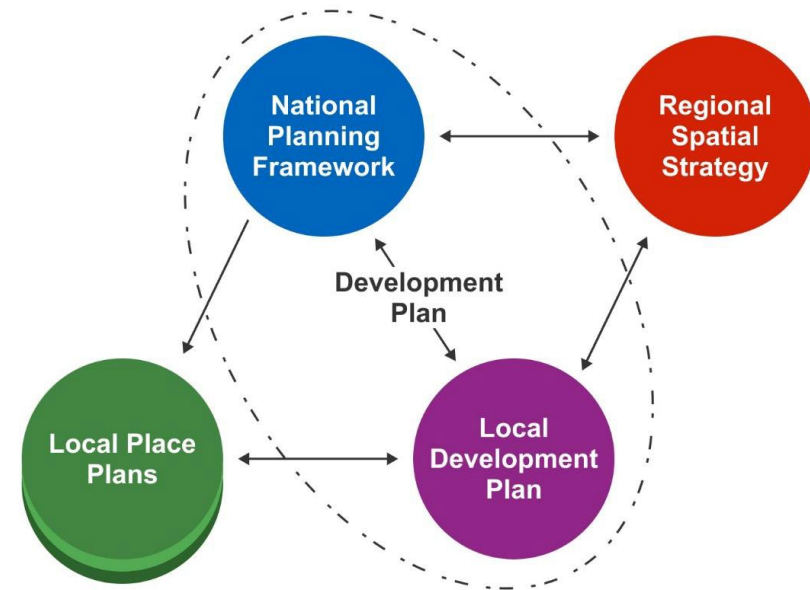 National
Planning
Framework
Regional
Spatial
Strategy
Development
Plan
Local Place
Plans
Local
Development
Plan